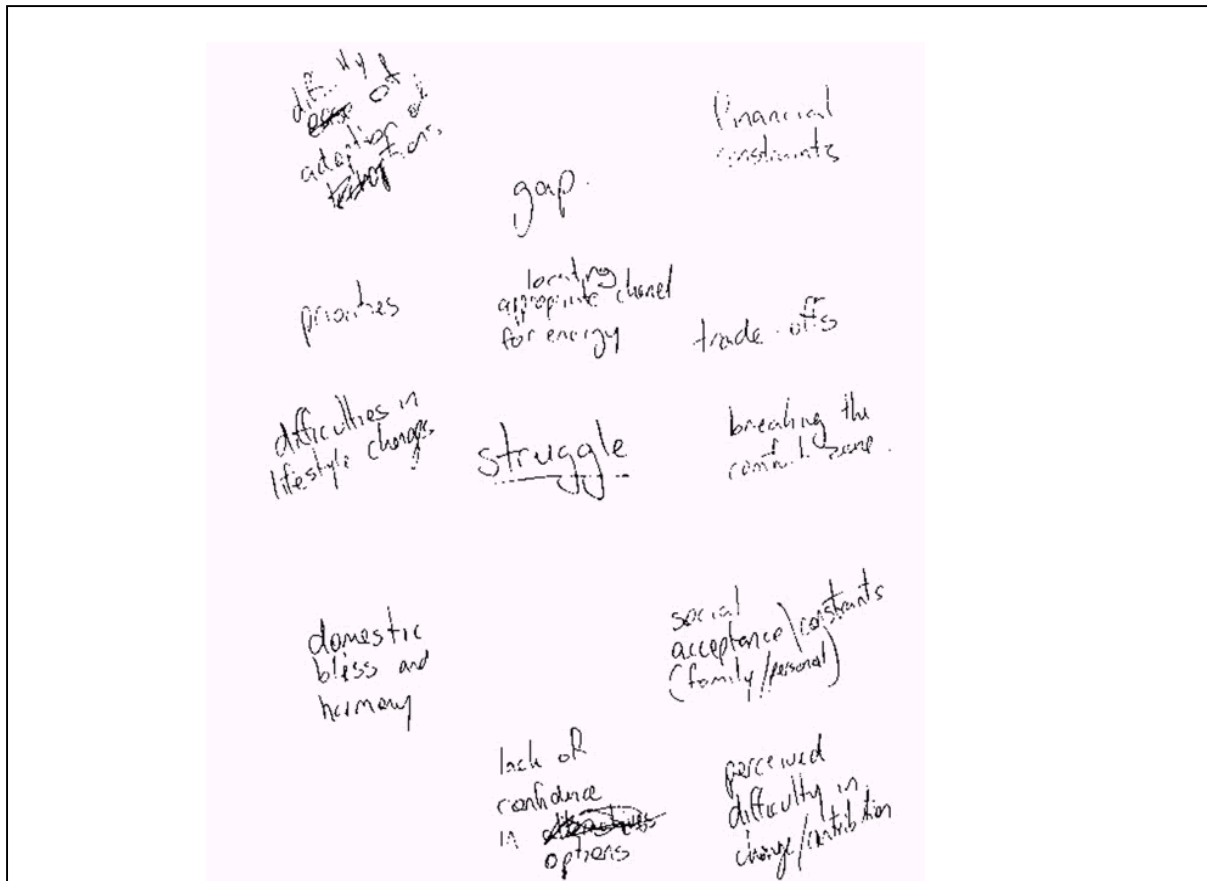 difficulty of
adoption of
options
gap.
Financial
constraints
priorities
locating
appropriate channel
for energy
trade-offs
difficulties in
lifestyle changes
struggle
breaking the
comfort zone.
domestic
bliss and
harmony
social
acceptance\constraints
(family/personal)
lack of
confidence
in
options
perceived
difficulty in
change/contribution